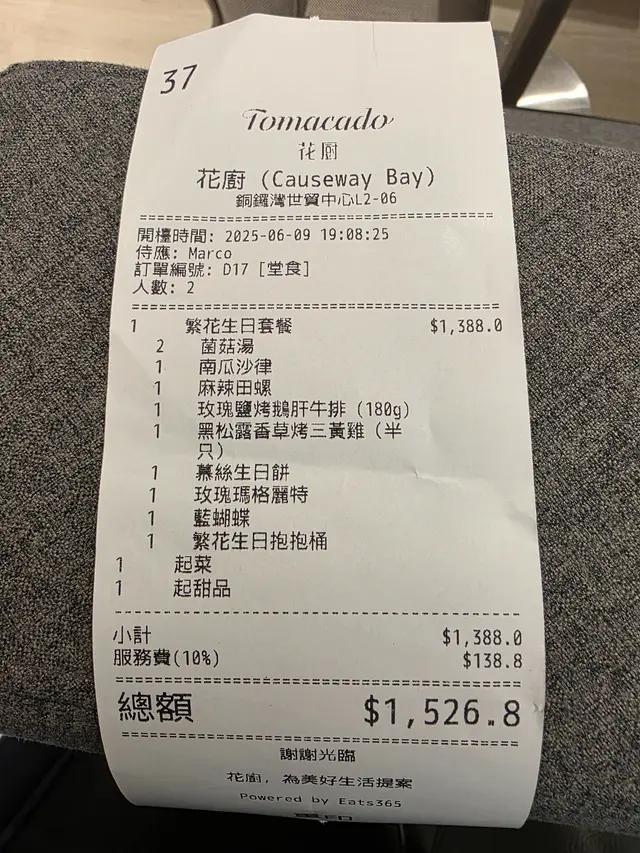 37
Tomacado
花厨
花廚 (Causeway Bay)
銅鑼灣世貿中心L2-06
開檯時間: 2025-06-09 19:08:25
侍應: Marco
訂單編號: D17 [堂食]
人數: 2
1 繁花生日套餐 $1,388.0
2 菌菇湯
1 南瓜沙律
1 麻辣田螺
1 玫瑰鹽烤鵝肝牛排 (180g)
1 黑松露香草烤三黃雞 (半
只)
1 慕絲生日餅
1 玫瑰瑪格麗特
1 藍蝴蝶
1 繁花生日抱抱桶
1 起菜
1 起甜品
小計 $1,388.0
服務費(10%) $138.8
總額 $1,526.8
謝謝光臨
花廚, 為美好生活提案
Powered by Eats365